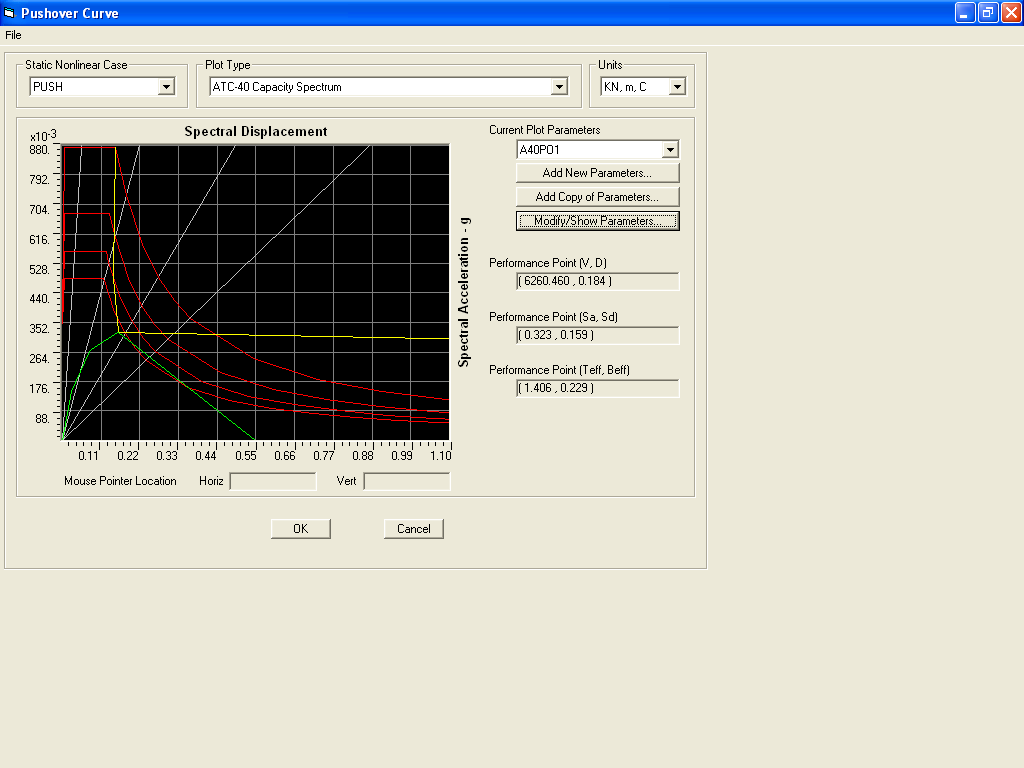 Pushover Curve
File
Static Nonlinear Case
Plot Type
Units
PUSH
ATC-40 Capacity Spectrum
KN, m, C
Spectral Displacement
x10-3
880.
792.
704.
616.
528.
440.
352.
264.
176.
88.
0.11 0.22 0.33 0.44 0.55 0.66 0.77 0.88 0.99 1.10
Spectral Acceleration - g
Mouse Pointer Location Horiz Vert
Current Plot Parameters
A40PO1
Add New Parameters...
Add Copy of Parameters...
Modify/Show Parameters...
Performance Point (V, D)
( 6260.460 , 0.184 )
Performance Point (Sa, Sd)
( 0.323 , 0.159 )
Performance Point (Teff, Beff)
( 1.406 , 0.229 )
OK
Cancel